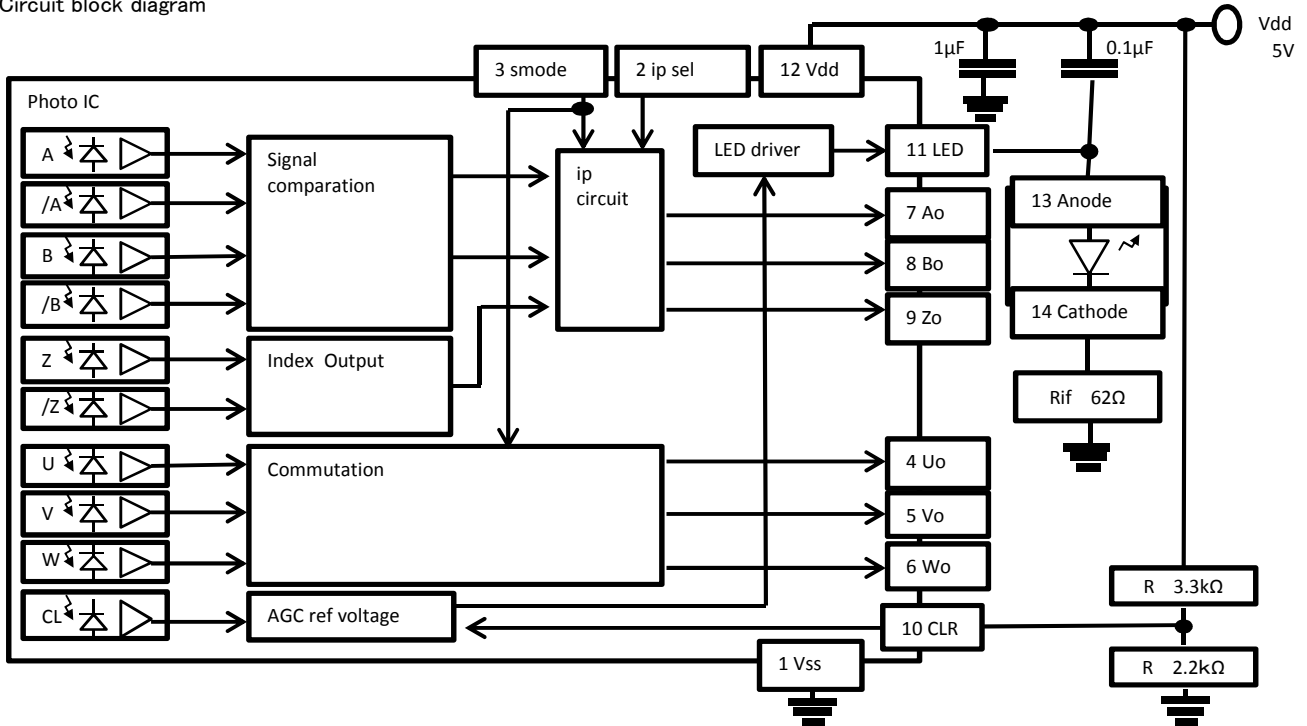 Circuit block diagram
Vdd
5V
1μF
0.1μF
3 smode
2 ip sel
12 Vdd
Photo IC
A
/A
B
/B
Z
/Z
U
V
W
CL
Signal
comparation
Index Output
Commutation
AGC ref voltage
ip
circuit
LED driver
11 LED
7 Ao
8 Bo
9 Zo
4 Uo
5 Vo
6 Wo
10 CLR
1 Vss
13 Anode
14 Cathode
Rif 62Ω
R 3.3kΩ
R 2.2kΩ